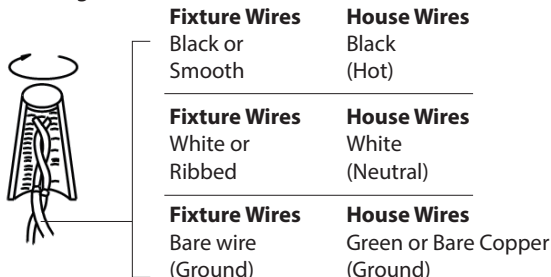 Fixture Wires House Wires
Black or Black
Smooth (Hot)
Fixture Wires House Wires
White or White
Ribbed (Neutral)
Fixture Wires House Wires
Bare wire Green or Bare Copper
(Ground) (Ground)